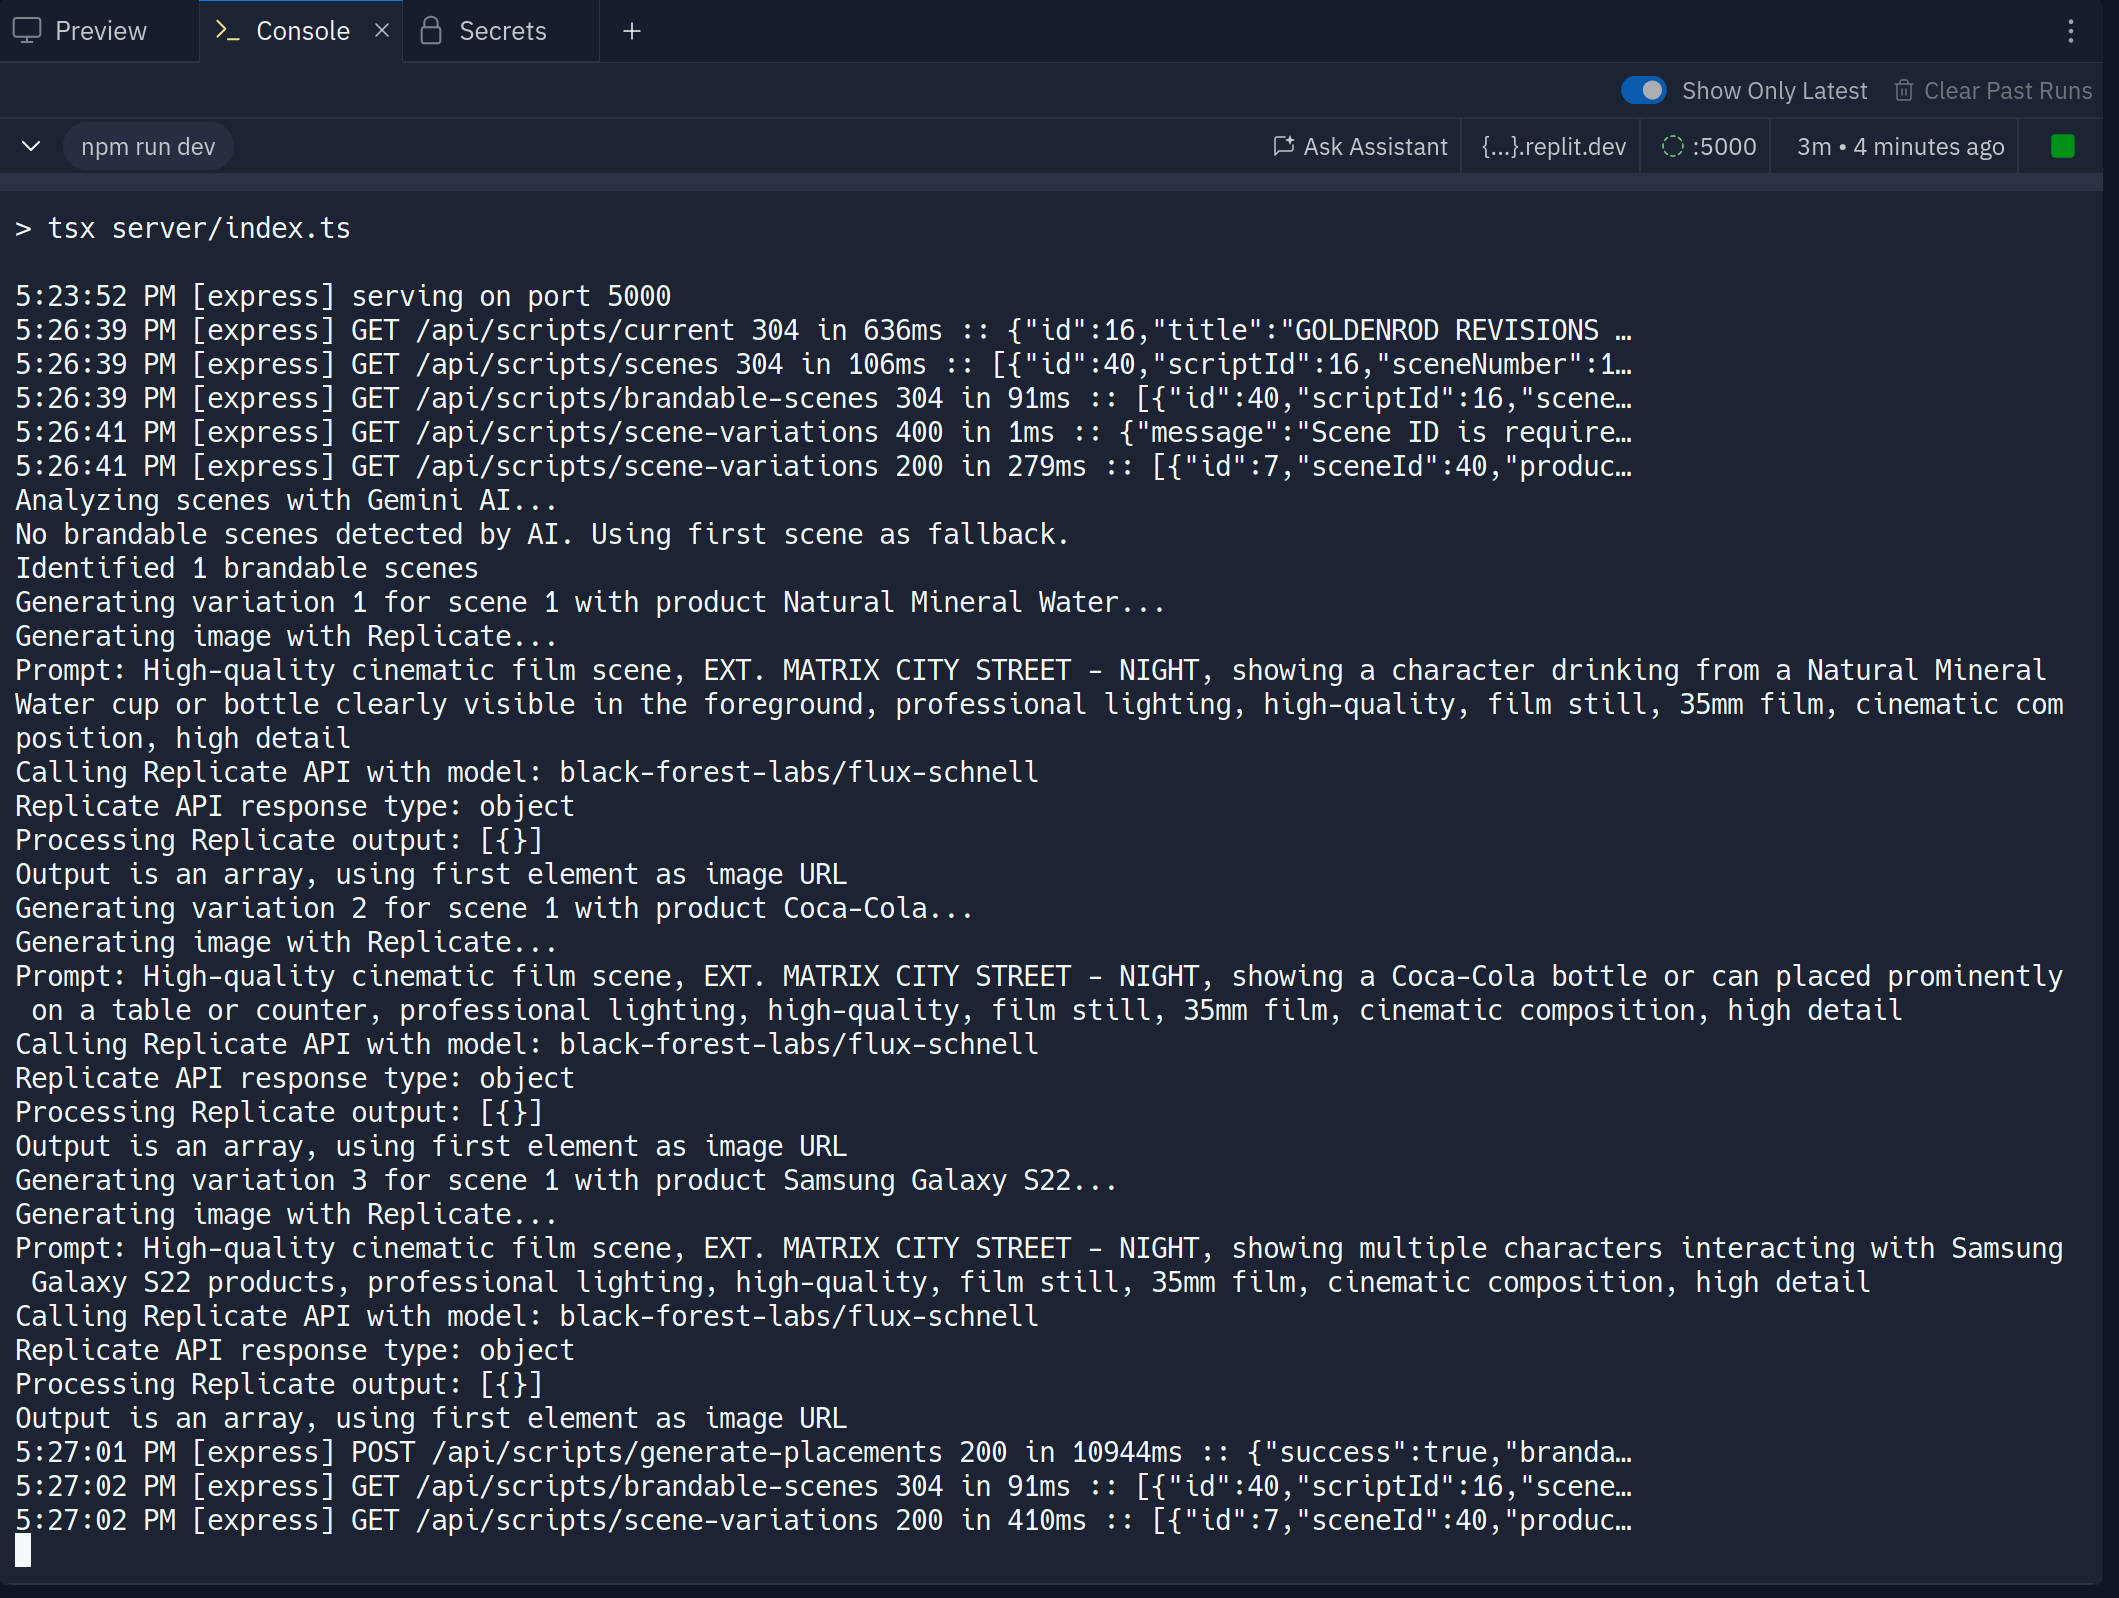 Preview
Console
Secrets
Show Only Latest
Clear Past Runs
npm run dev
Ask Assistant
{...}.replit.dev
:5000
3m • 4 minutes ago
> tsx server/index.ts
5:23:52 PM [express] serving on port 5000
5:26:39 PM [express] GET /api/scripts/current 304 in 636ms :: {"id":16,"title":"GOLDENROD REVISIONS …
5:26:39 PM [express] GET /api/scripts/scenes 304 in 106ms :: [{"id":40,"scriptId":16,"sceneNumber":1…
5:26:39 PM [express] GET /api/scripts/brandable-scenes 304 in 91ms :: [{"id":40,"scriptId":16,"scene…
5:26:41 PM [express] GET /api/scripts/scene-variations 400 in 1ms :: {"message":"Scene ID is require…
5:26:41 PM [express] GET /api/scripts/scene-variations 200 in 279ms :: [{"id":7,"sceneId":40,"produc…
Analyzing scenes with Gemini AI...
No brandable scenes detected by AI. Using first scene as fallback.
Identified 1 brandable scenes
Generating variation 1 for scene 1 with product Natural Mineral Water...
Generating image with Replicate...
Prompt: High-quality cinematic film scene, EXT. MATRIX CITY STREET - NIGHT, showing a character drinking from a Natural Mineral
Water cup or bottle clearly visible in the foreground, professional lighting, high-quality, film still, 35mm film, cinematic com
position, high detail
Calling Replicate API with model: black-forest-labs/flux-schnell
Replicate API response type: object
Processing Replicate output: [{}]
Output is an array, using first element as image URL
Generating variation 2 for scene 1 with product Coca-Cola...
Generating image with Replicate...
Prompt: High-quality cinematic film scene, EXT. MATRIX CITY STREET - NIGHT, showing a Coca-Cola bottle or can placed prominently
on a table or counter, professional lighting, high-quality, film still, 35mm film, cinematic composition, high detail
Calling Replicate API with model: black-forest-labs/flux-schnell
Replicate API response type: object
Processing Replicate output: [{}]
Output is an array, using first element as image URL
Generating variation 3 for scene 1 with product Samsung Galaxy S22...
Generating image with Replicate...
Prompt: High-quality cinematic film scene, EXT. MATRIX CITY STREET - NIGHT, showing multiple characters interacting with Samsung
Galaxy S22 products, professional lighting, high-quality, film still, 35mm film, cinematic composition, high detail
Calling Replicate API with model: black-forest-labs/flux-schnell
Replicate API response type: object
Processing Replicate output: [{}]
Output is an array, using first element as image URL
5:27:01 PM [express] POST /api/scripts/generate-placements 200 in 10944ms :: {"success":true,"branda…
5:27:02 PM [express] GET /api/scripts/brandable-scenes 304 in 91ms :: [{"id":40,"scriptId":16,"scene…
5:27:02 PM [express] GET /api/scripts/scene-variations 200 in 410ms :: [{"id":7,"sceneId":40,"produc…